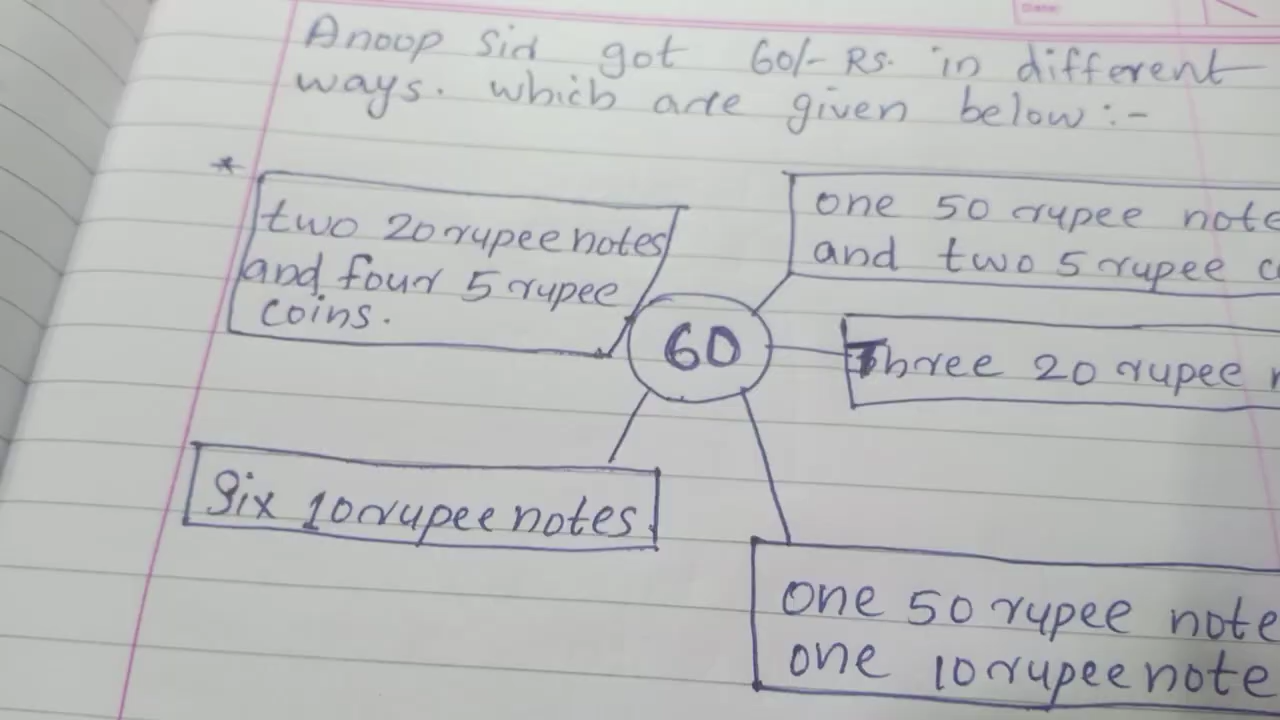 Date:
Anoop Sir got 60/- Rs. in different
ways. which are given below:-
*
two 20 rupee notes
and four 5 rupee
coins.
one 50 rupee note
and two 5 rupee
60
Three 20 rupee
Six 10 rupee notes.
one 50 rupee note
one 10 rupee note